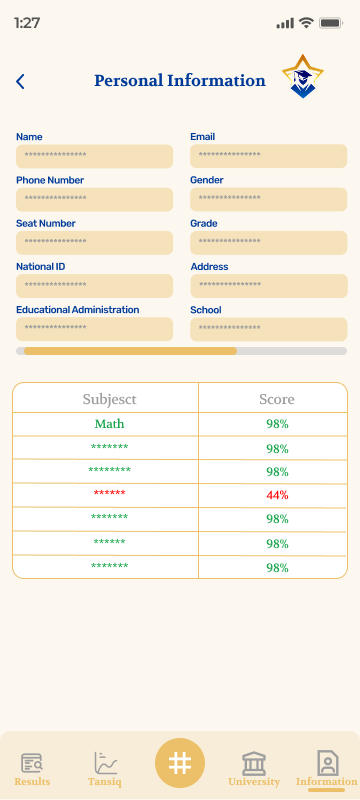 1:27
Personal Information
Name Email
*************** ***************
Phone Number Gender
*************** ***************
Seat Number Grade
*************** ***************
National ID Address
*************** ***************
Educational Administration School
*************** ***************
Subjesct Score
Math 98%
******* 98%
******** 98%
****** 44%
******* 98%
****** 98%
******* 98%
#
Results Tansiq University Information